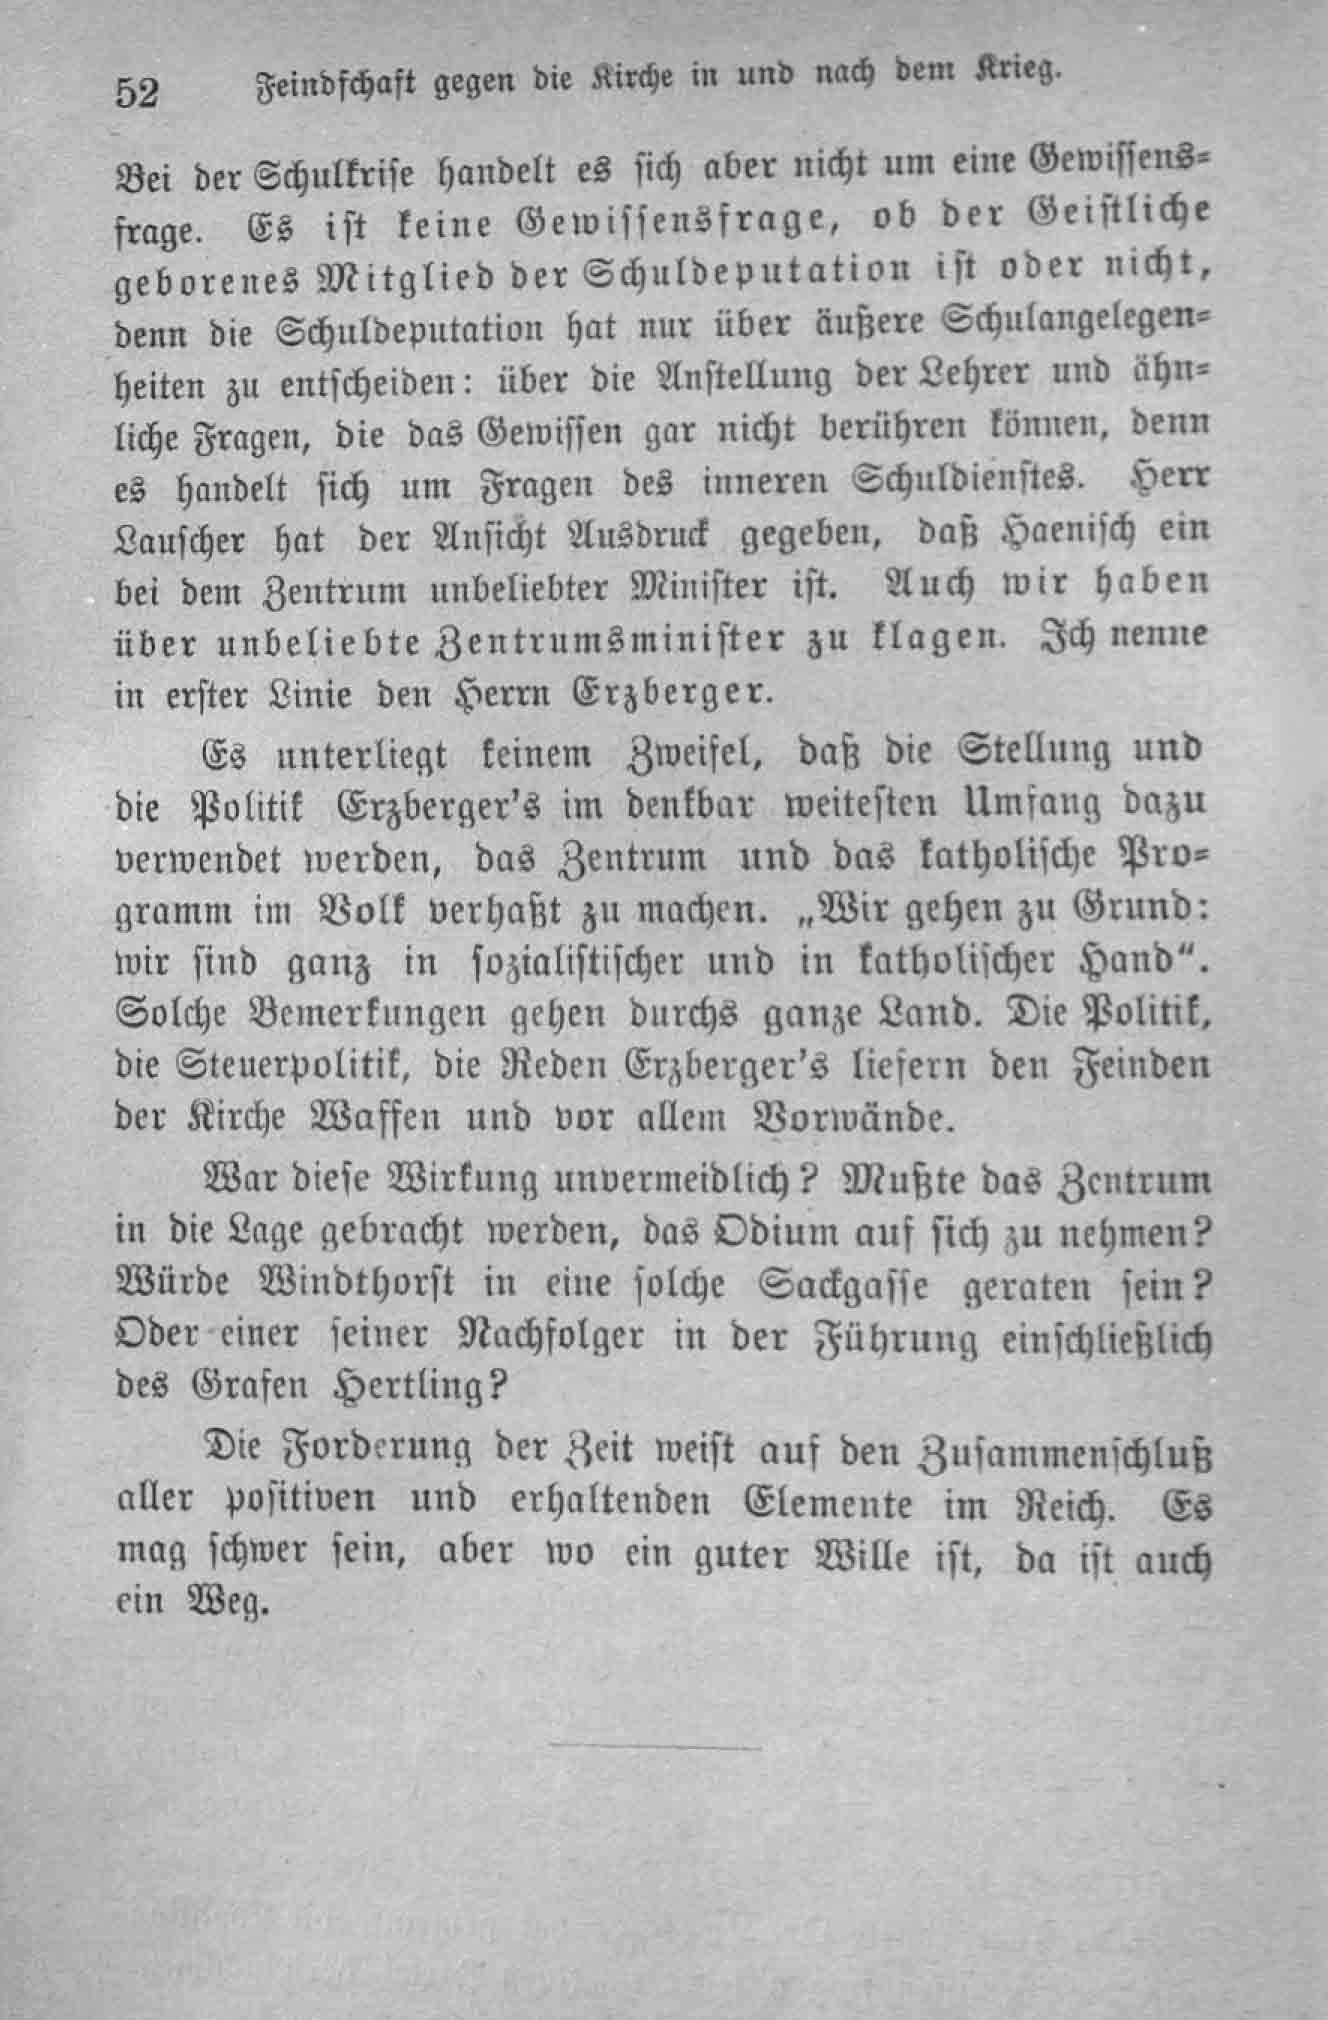 52 Feindschaft gegen die Kirche in und nach dem Krieg.
Bei der Schulkrise handelt es sich aber nicht um eine Gewissens-
frage. Es ist keine Gewissensfrage, ob der Geistliche
geborenes Mitglied der Schuldeputation ist oder nicht,
denn die Schuldeputation hat nur über äußere Schulangelegen-
heiten zu entscheiden: über die Anstellung der Lehrer und ähn-
liche Fragen, die das Gewissen gar nicht berühren können, denn
es handelt sich um Fragen des inneren Schuldienstes. Herr
Lauscher hat der Ansicht Ausdruck gegeben, daß Haenisch ein
bei dem Zentrum unbeliebter Minister ist. Auch wir haben
über unbeliebte Zentrumsminister zu klagen. Ich nenne
in erster Linie den Herrn Erzberger.
Es unterliegt keinem Zweifel, daß die Stellung und
die Politik Erzberger's im denkbar weitesten Umfang dazu
verwendet werden, das Zentrum und das katholische Pro-
gramm im Volk verhaßt zu machen. „Wir gehen zu Grund:
wir sind ganz in sozialistischer und in katholischer Hand“.
Solche Bemerkungen gehen durchs ganze Land. Die Politik,
die Steuerpolitik, die Reden Erzberger's liefern den Feinden
der Kirche Waffen und vor allem Vorwände.
War diese Wirkung unvermeidlich? Mußte das Zentrum
in die Lage gebracht werden, das Odium auf sich zu nehmen?
Würde Windthorst in eine solche Sackgasse geraten sein?
Oder einer seiner Nachfolger in der Führung einschließlich
des Grafen Hertling?
Die Forderung der Zeit weist auf den Zusammenschluß
aller positiven und erhaltenden Elemente im Reich. Es
mag schwer sein, aber wo ein guter Wille ist, da ist auch
ein Weg.